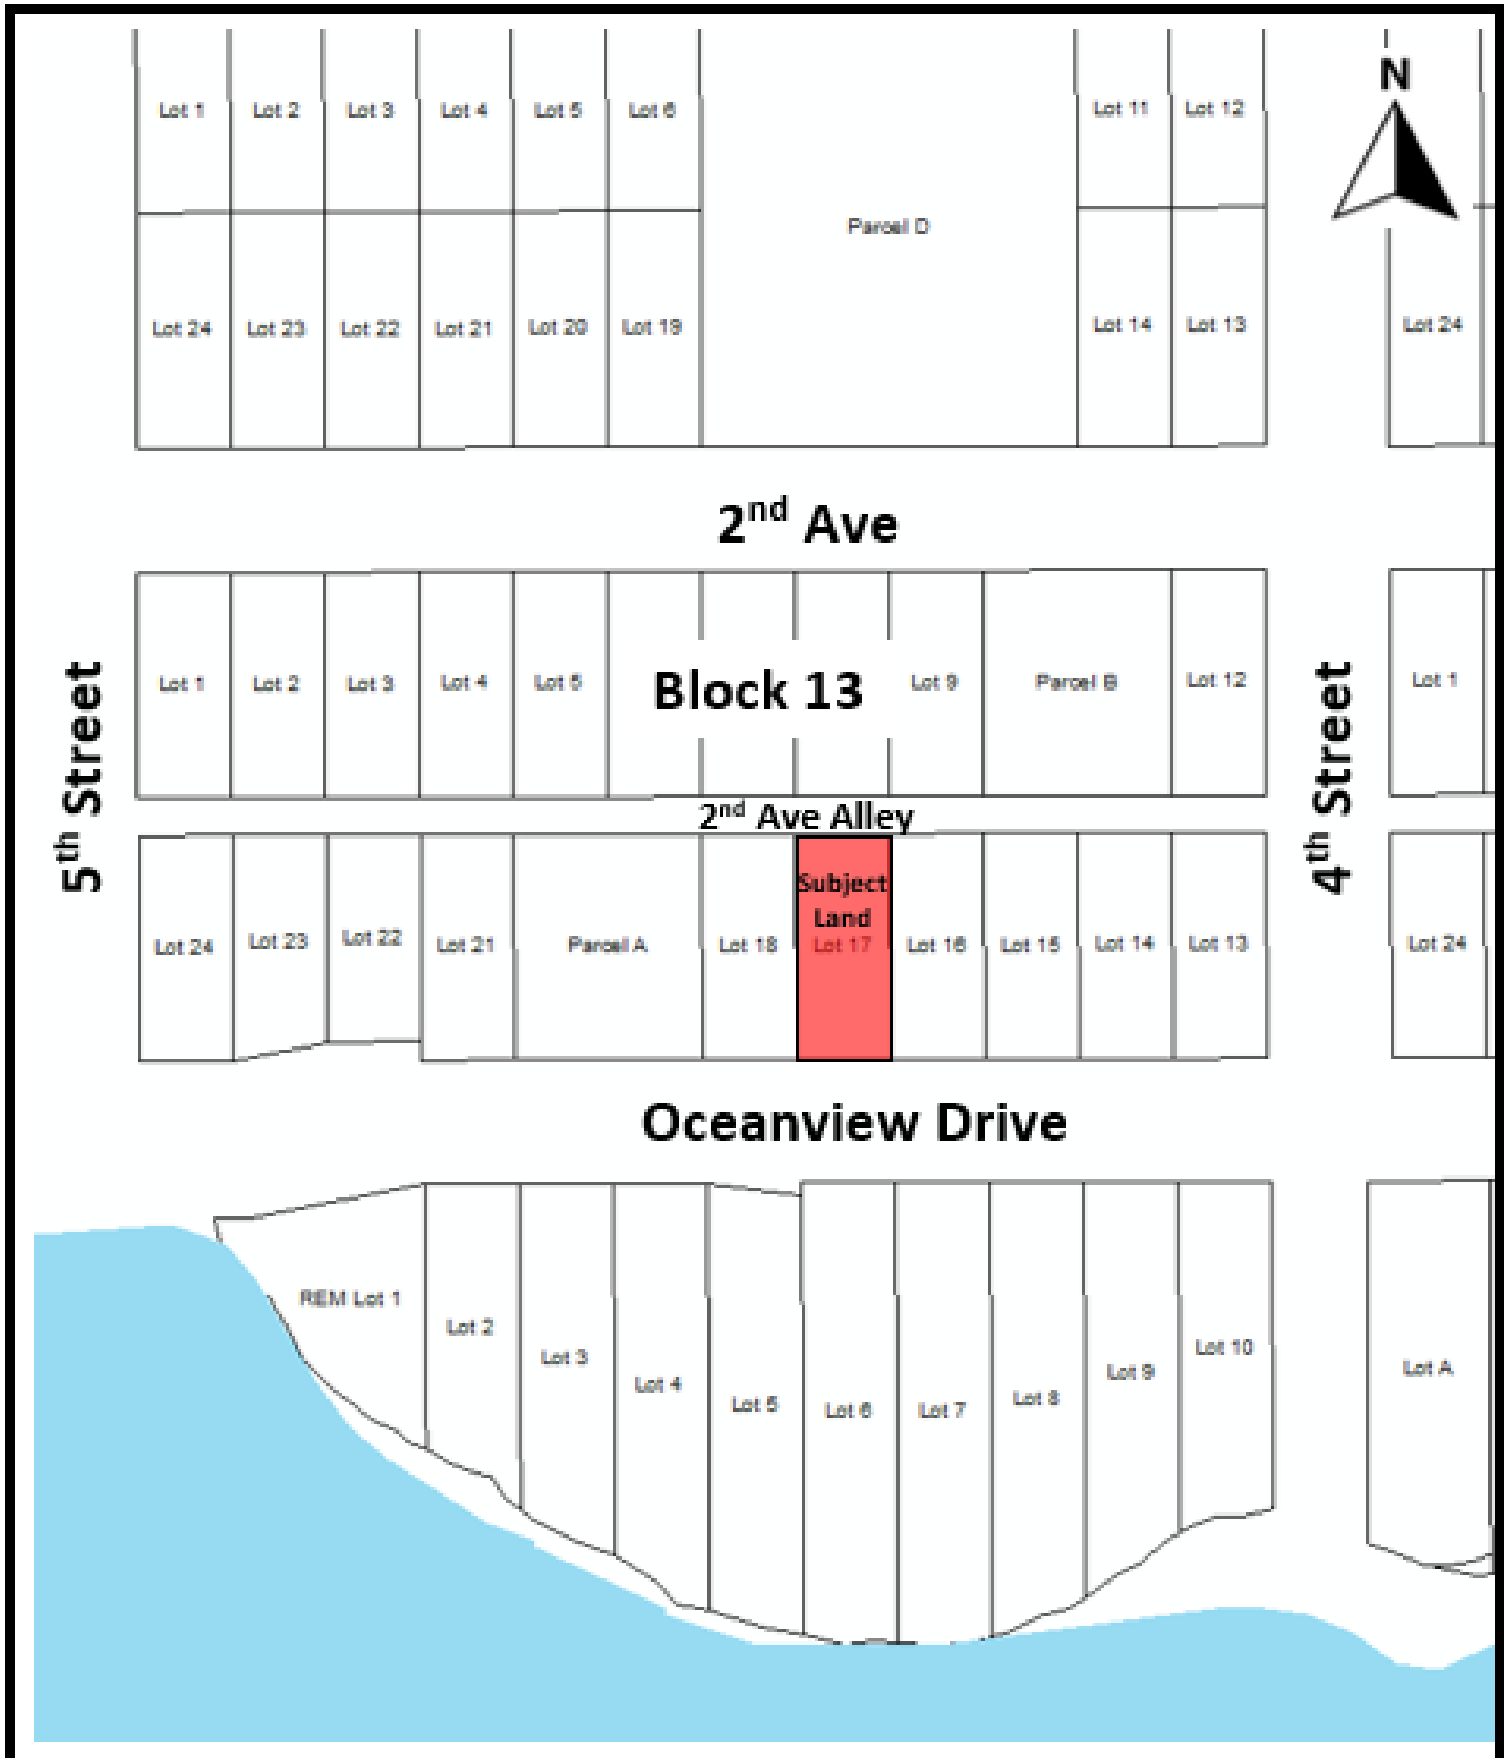 N
Lot 1 Lot 2 Lot 3 Lot 4 Lot 5 Lot 6 Lot 11 Lot 12
Parcel D
Lot 24 Lot 23 Lot 22 Lot 21 Lot 20 Lot 19 Lot 14 Lot 13 Lot 24
2nd Ave
5th Street
Lot 1 Lot 2 Lot 3 Lot 4 Lot 5 Block 13 Lot 9 Parcel B Lot 12 Lot 1
4th Street
2nd Ave Alley
Subject
Land
Lot 24 Lot 23 Lot 22 Lot 21 Parcel A Lot 18 Lot 17 Lot 16 Lot 15 Lot 14 Lot 13 Lot 24
Oceanview Drive
REM Lot 1 Lot 2 Lot 3 Lot 4 Lot 5 Lot 6 Lot 7 Lot 8 Lot 9 Lot 10 Lot A